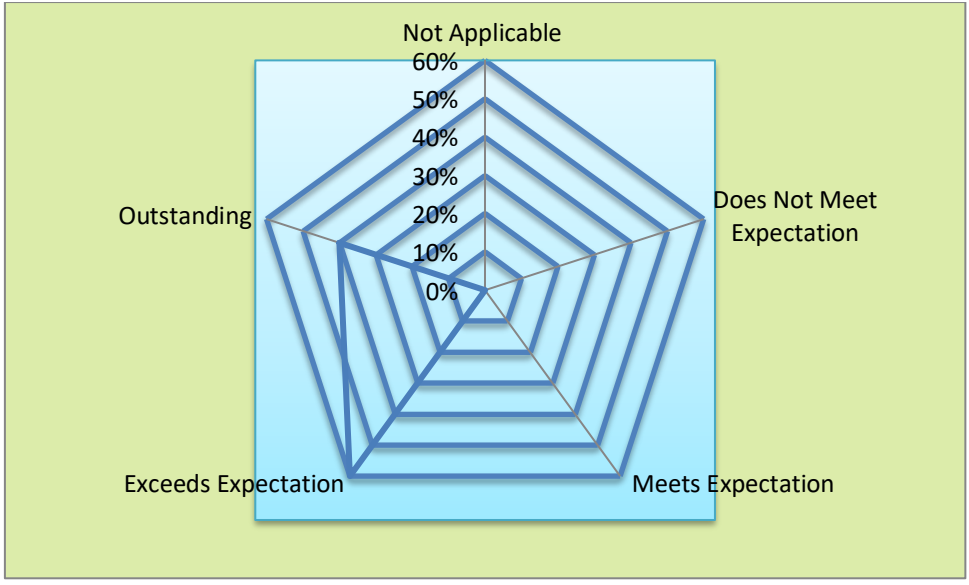 Not Applicable
60%
50%
40%
30%
20%
10%
0%
Does Not Meet
Expectation
Outstanding
Exceeds Expectation
Meets Expectation